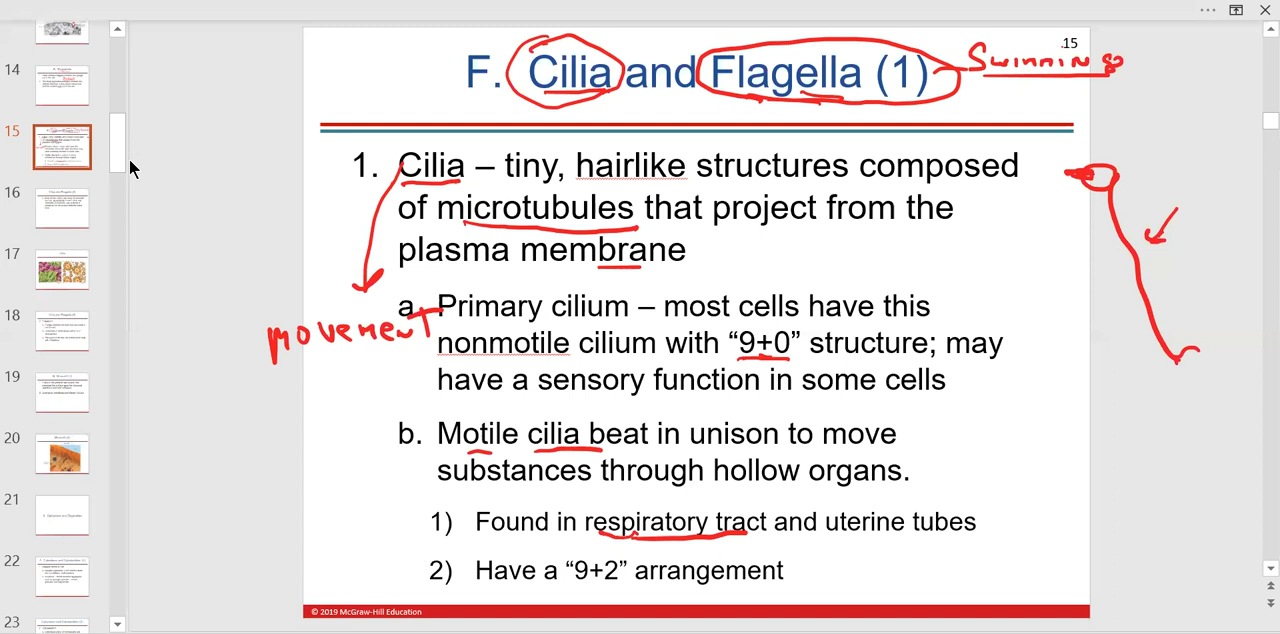 15
F. Cilia and Flagella (1)
Swimming
1. Cilia – tiny, hairlike structures composed
of microtubules that project from the
plasma membrane
a. Primary cilium – most cells have this
movement
nonmotile cilium with “9+0” structure; may
have a sensory function in some cells
b. Motile cilia beat in unison to move
substances through hollow organs.
1) Found in respiratory tract and uterine tubes
2) Have a “9+2” arrangement
© 2019 McGraw-Hill Education
14
15
16
17
18
19
20
21
22
23